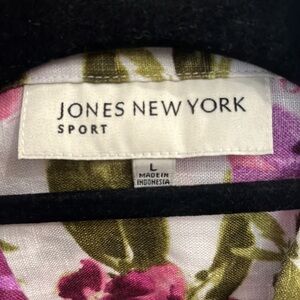 JONES NEW YORK
SPORT
L
MADE IN
INDONESIA